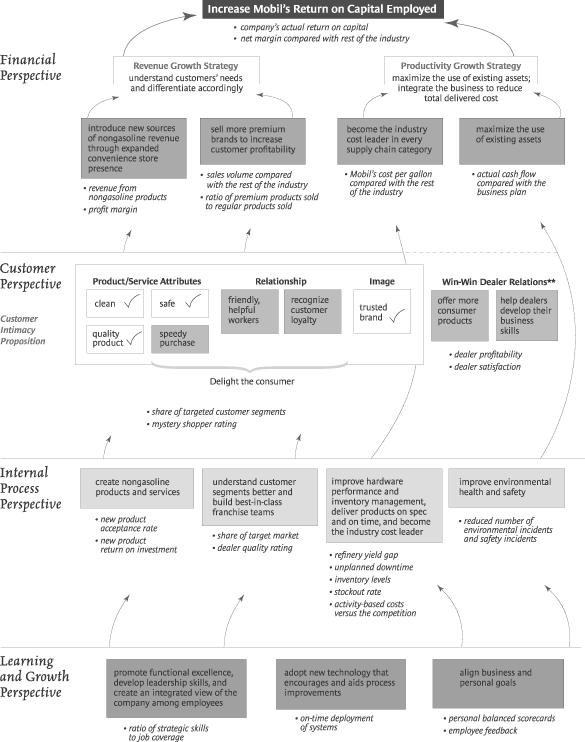 Increase Mobil's Return on Capital Employed
• company's actual return on capital
• net margin compared with rest of the industry
Financial
Perspective
Revenue Growth Strategy
understand customers' needs
and differentiate accordingly
Productivity Growth Strategy
maximize the use of existing assets;
integrate the business to reduce
total delivered cost
introduce new sources
of nongasoline revenue
through expanded
convenience store
presence
• revenue from
nongasoline products
• profit margin
sell more premium
brands to increase
customer profitability
• sales volume compared
with the rest of the industry
• ratio of premium products sold
to regular products sold
become the industry
cost leader in every
supply chain category
• Mobil's cost per gallon
compared with the rest
of the industry
maximize the use
of existing assets
• actual cash flow
compared with the
business plan
Customer
Perspective
Customer
Intimacy
Proposition
Product/Service Attributes
clean
safe
quality
product
speedy
purchase
Relationship
friendly,
helpful
workers
recognize
customer
loyalty
Image
trusted
brand
Delight the consumer
Win-Win Dealer Relations**
offer more
consumer
products
help dealers
develop their
business
skills
• dealer profitability
• dealer satisfaction
• share of targeted customer segments
• mystery shopper rating
Internal
Process
Perspective
create nongasoline
products and services
• new product
acceptance rate
• new product
return on investment
understand customer
segments better and
build best-in-class
franchise teams
• share of target market
• dealer quality rating
improve hardware
performance and
inventory management,
deliver products on spec
and on time, and become
the industry cost leader
• refinery yield gap
• unplanned downtime
• inventory levels
• stockout rate
• activity-based costs
versus the competition
improve environmental
health and safety
• reduced number of
environmental incidents
and safety incidents
Learning
and Growth
Perspective
promote functional excellence,
develop leadership skills, and
create an integrated view of the
company among employees
• ratio of strategic skills
to job coverage
adopt new technology that
encourages and aids process
improvements
• on-time deployment
of systems
align business and
personal goals
• personal balanced scorecards
• employee feedback